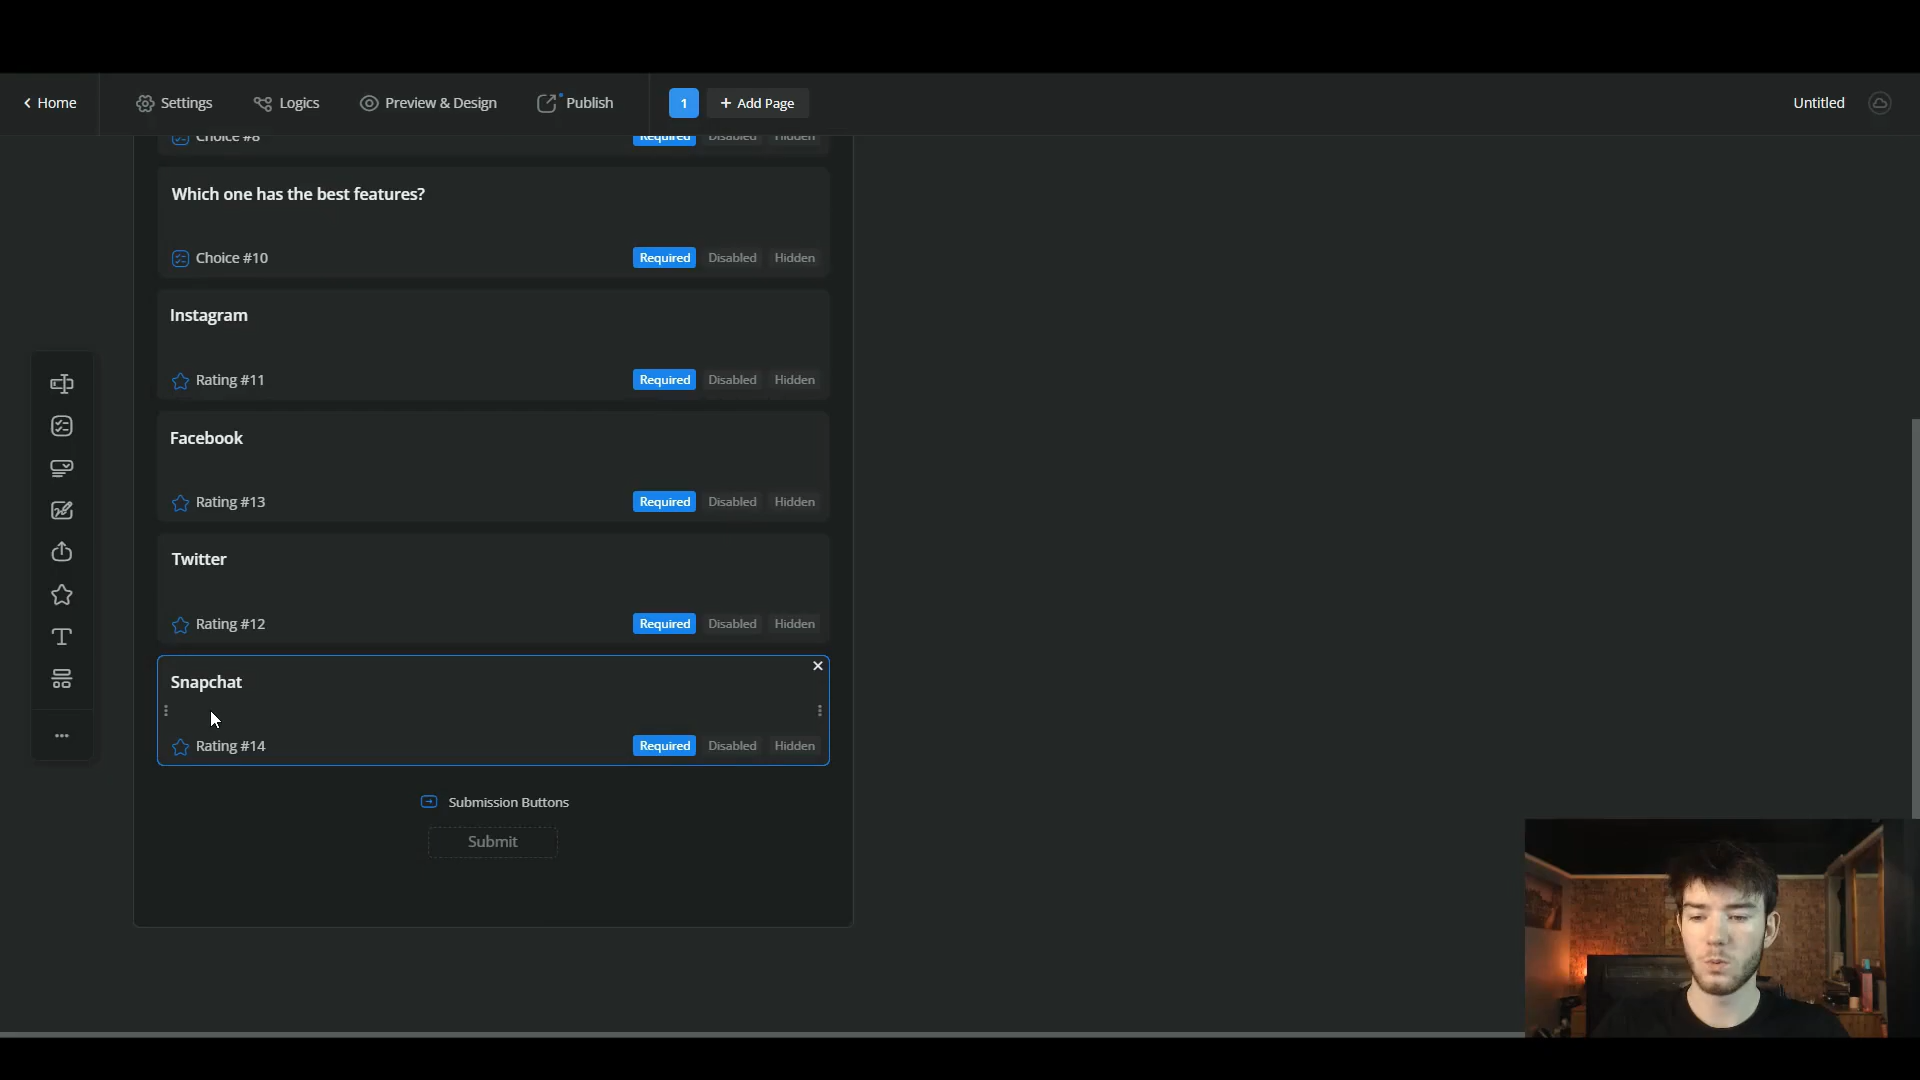 Home
Settings
Logics
Preview & Design
Publish
1
+ Add Page
Untitled
Choice #8
Required
Disabled
Hidden
Which one has the best features?
Choice #10
Required
Disabled
Hidden
Instagram
Rating #11
Required
Disabled
Hidden
Facebook
Rating #13
Required
Disabled
Hidden
Twitter
Rating #12
Required
Disabled
Hidden
Snapchat
Rating #14
Required
Disabled
Hidden
Submission Buttons
Submit